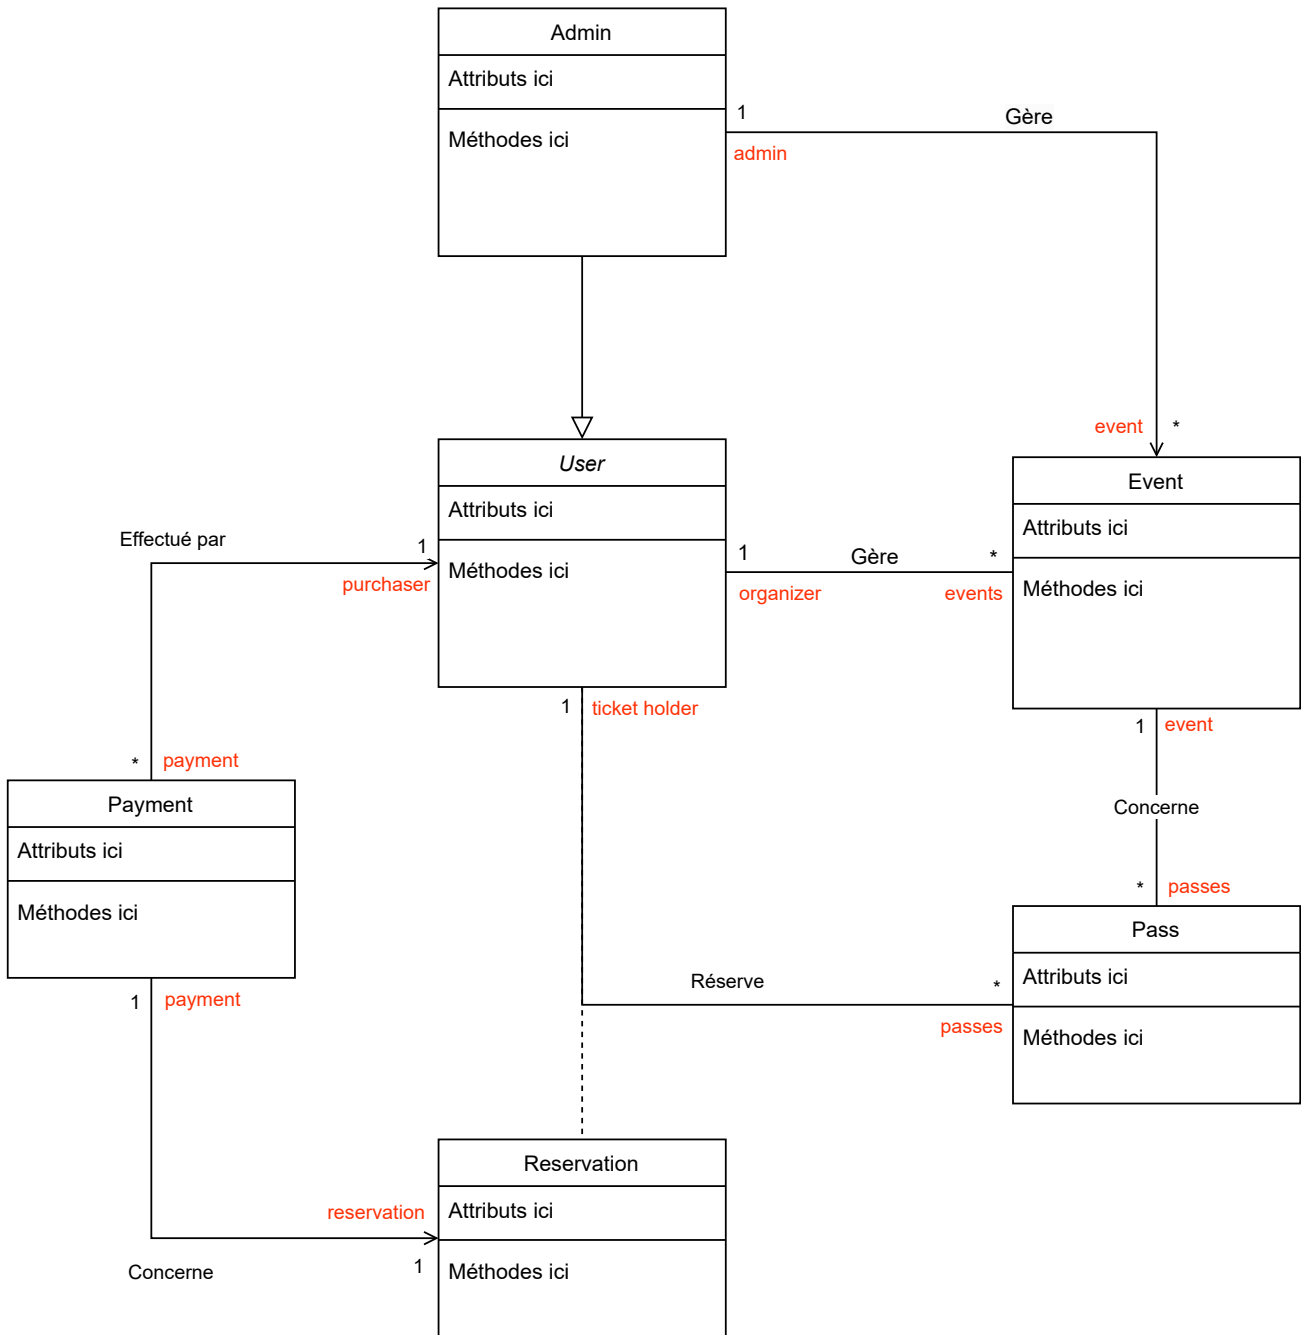 Admin
Attributs ici
Méthodes ici
1
Gère
admin
event
*
User
Attributs ici
Méthodes ici
Event
Attributs ici
Méthodes ici
Effectué par
1
purchaser
1
Gère
*
organizer
events
1
ticket holder
1
event
*
payment
Payment
Attributs ici
Méthodes ici
Concerne
*
passes
Pass
Attributs ici
Méthodes ici
1
payment
Réserve
*
passes
Reservation
Attributs ici
Méthodes ici
reservation
1
Concerne